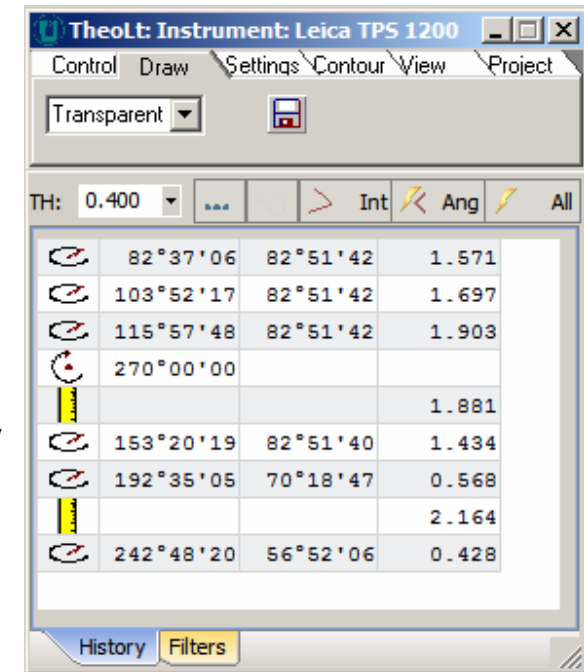 TheoLt: Instrument: Leica TPS 1200
Control Draw Settings Contour View Project
Transparent
TH: 0.400 Int Ang All
82°37'06 82°51'42 1.571
103°52'17 82°51'42 1.697
115°57'48 82°51'42 1.903
270°00'00
1.881
153°20'19 82°51'40 1.434
192°35'05 70°18'47 0.568
2.164
242°48'20 56°52'06 0.428
History Filters